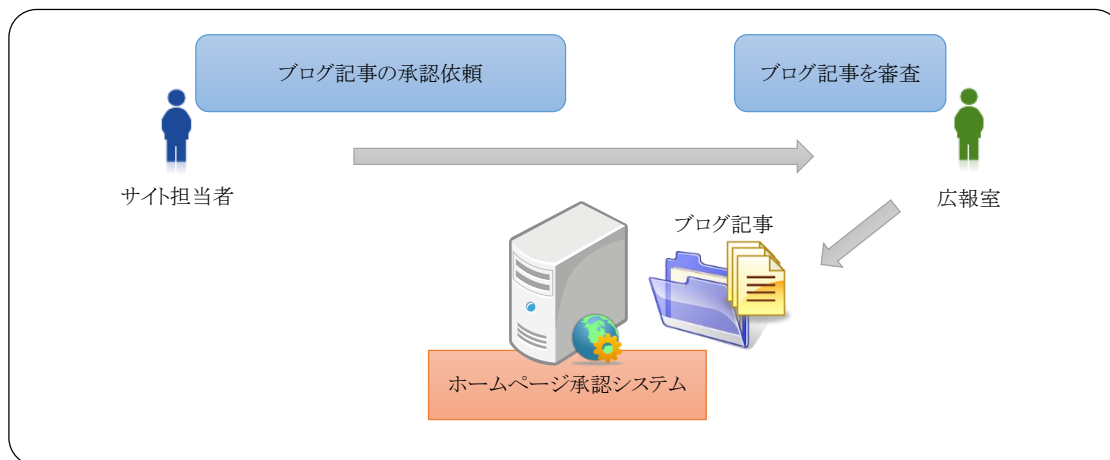 ブログ記事の承認依頼
ブログ記事を審査
サイト担当者
広報室
ブログ記事
ホームページ承認システム